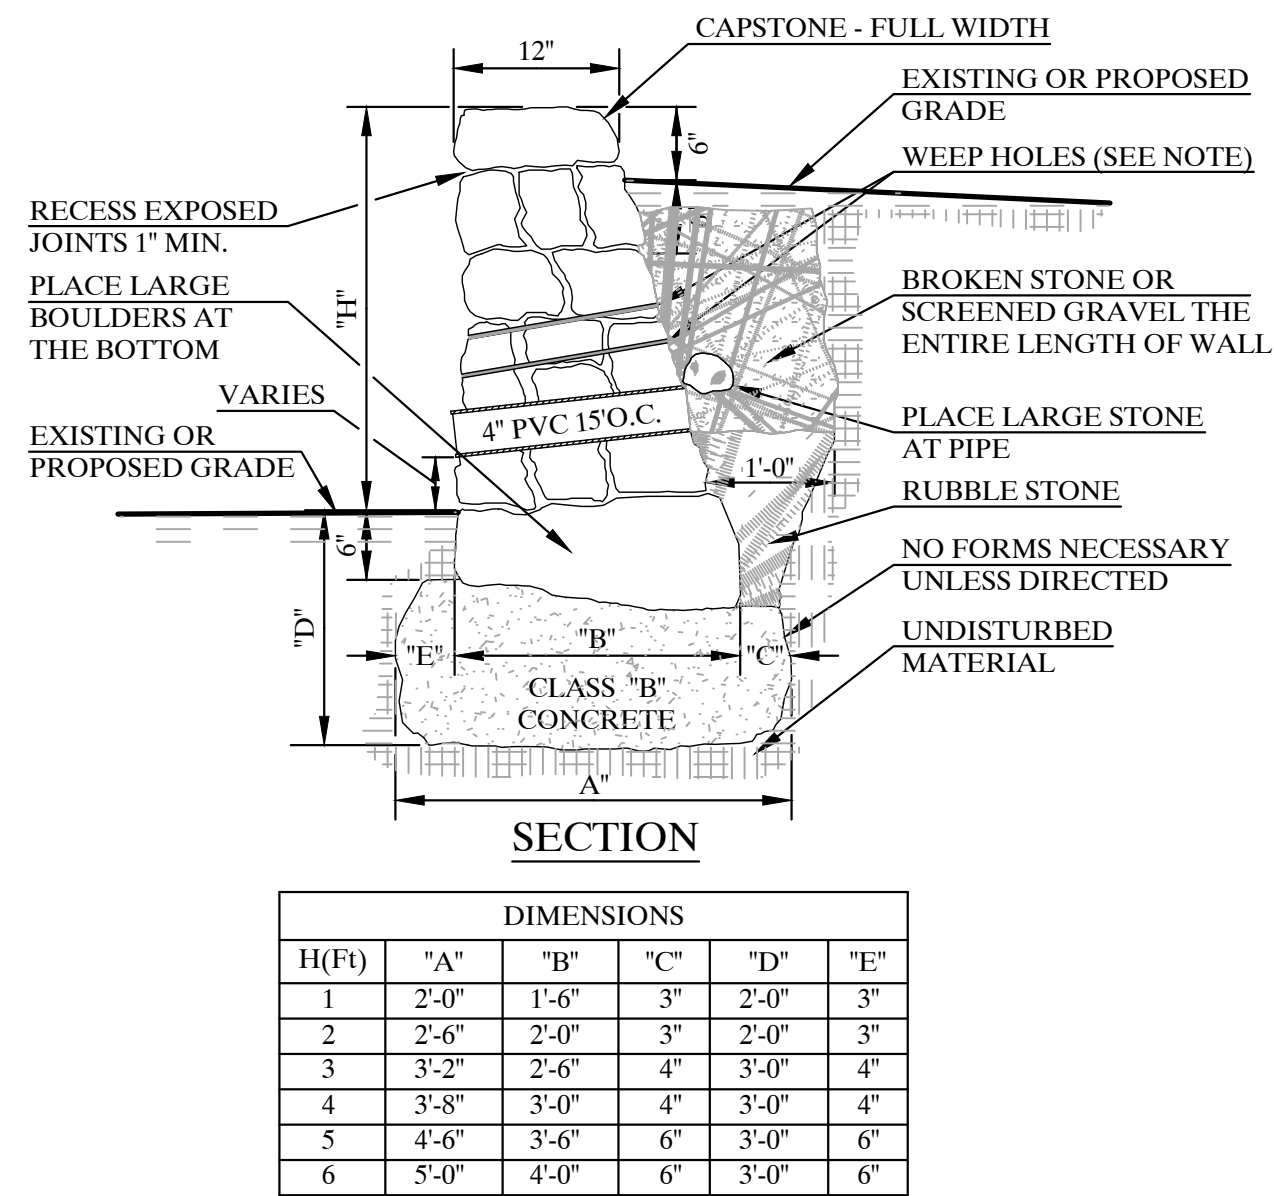 CAPSTONE - FULL WIDTH
12"
EXISTING OR PROPOSED
GRADE
6"
WEEP HOLES (SEE NOTE)
RECESS EXPOSED
JOINTS 1" MIN.
PLACE LARGE
BOULDERS AT
THE BOTTOM
"H"
BROKEN STONE OR
SCREENED GRAVEL THE
ENTIRE LENGTH OF WALL
VARIES
4" PVC 15'O.C.
PLACE LARGE STONE
AT PIPE
EXISTING OR
PROPOSED GRADE
1'-0"
RUBBLE STONE
6"
NO FORMS NECESSARY
UNLESS DIRECTED
"D"
"E"
"B"
"C"
UNDISTURBED
MATERIAL
CLASS "B"
CONCRETE
A"
SECTION
DIMENSIONS
H(Ft) "A" "B" "C" "D" "E"
1 2'-0" 1'-6" 3" 2'-0" 3"
2 2'-6" 2'-0" 3" 2'-0" 3"
3 3'-2" 2'-6" 4" 3'-0" 4"
4 3'-8" 3'-0" 4" 3'-0" 4"
5 4'-6" 3'-6" 6" 3'-0" 6"
6 5'-0" 4'-0" 6" 3'-0" 6"